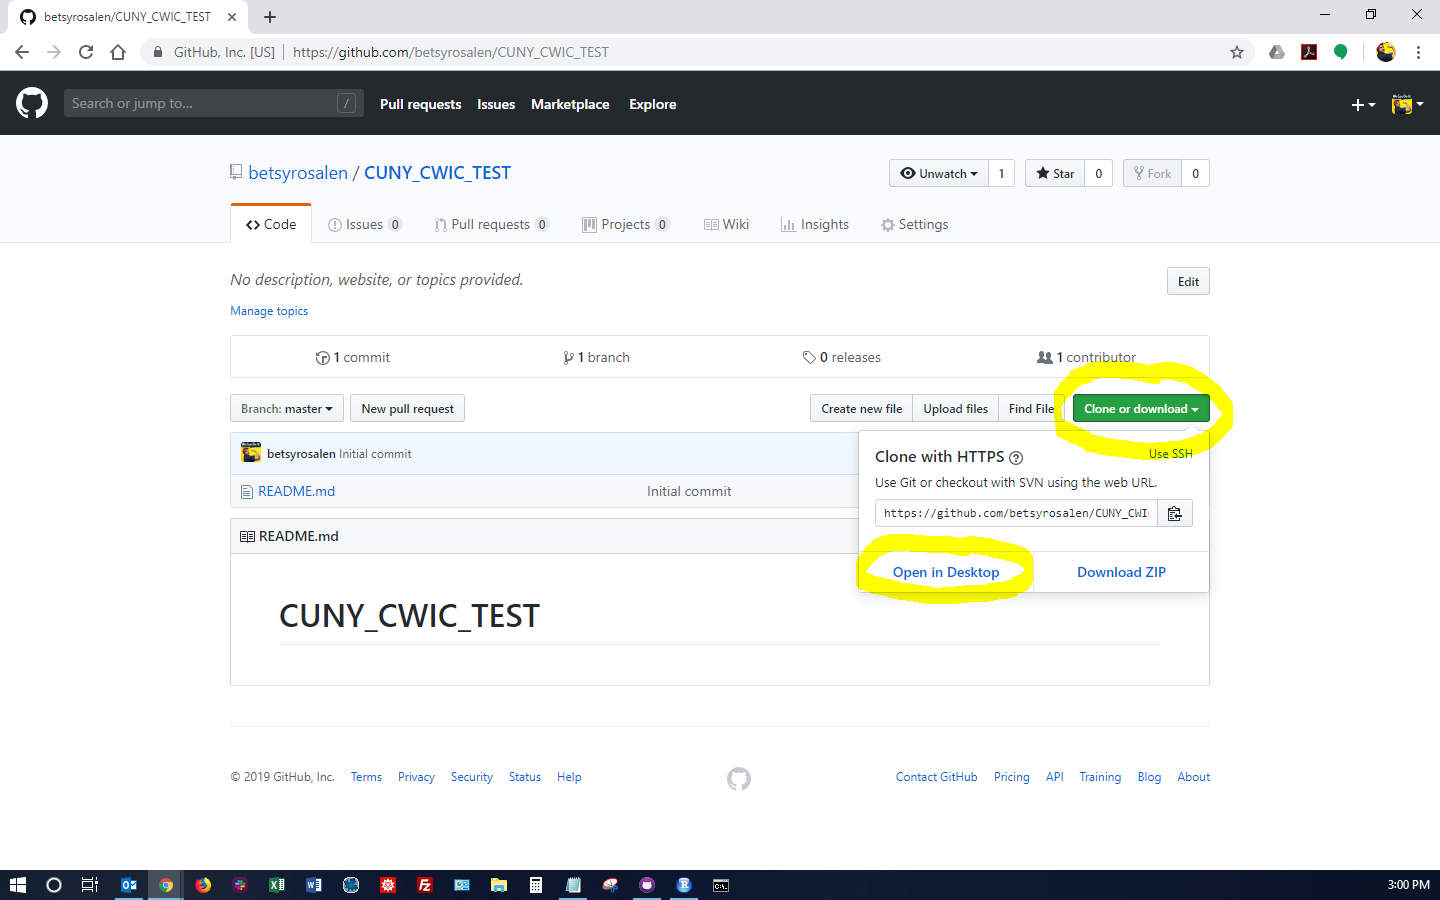 betsyrosalen/CUNY_CWIC_TEST
GitHub, Inc. [US] https://github.com/betsyrosalen/CUNY_CWIC_TEST
Search or jump to... / Pull requests Issues Marketplace Explore
betsyrosalen / CUNY_CWIC_TEST Unwatch 1 Star 0 Fork 0
Code Issues 0 Pull requests 0 Projects 0 Wiki Insights Settings
No description, website, or topics provided. Edit
Manage topics
1 commit 1 branch 0 releases 1 contributor
Branch: master New pull request Create new file Upload files Find File Clone or download
betsyrosalen Initial commit
README.md Initial commit
Clone with HTTPS Use SSH
Use Git or checkout with SVN using the web URL.
https://github.com/betsyrosalen/CUNY_CWI
Open in Desktop Download ZIP
README.md
CUNY_CWIC_TEST
© 2019 GitHub, Inc. Terms Privacy Security Status Help Contact GitHub Pricing API Training Blog About
3:00 PM